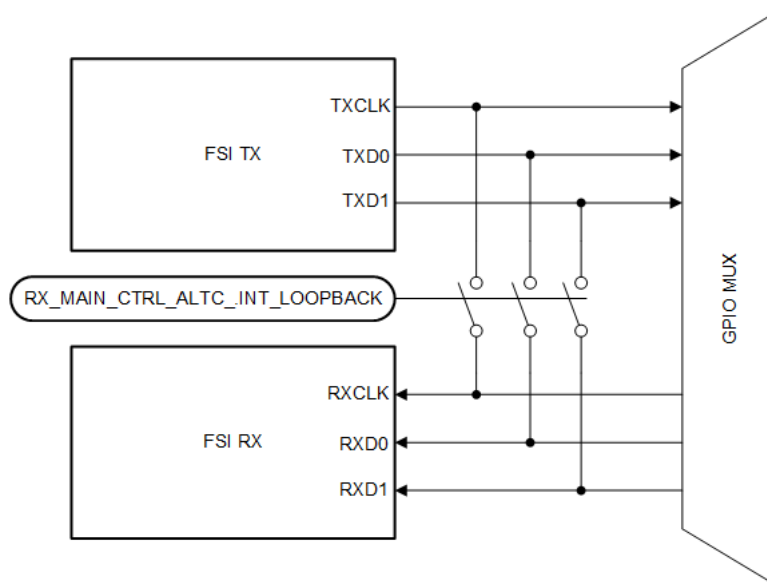 TXCLK
FSI TX
TXD0
TXD1
RX_MAIN_CTRL_ALTC_.INT_LOOPBACK
GPIO MUX
RXCLK
FSI RX
RXD0
RXD1